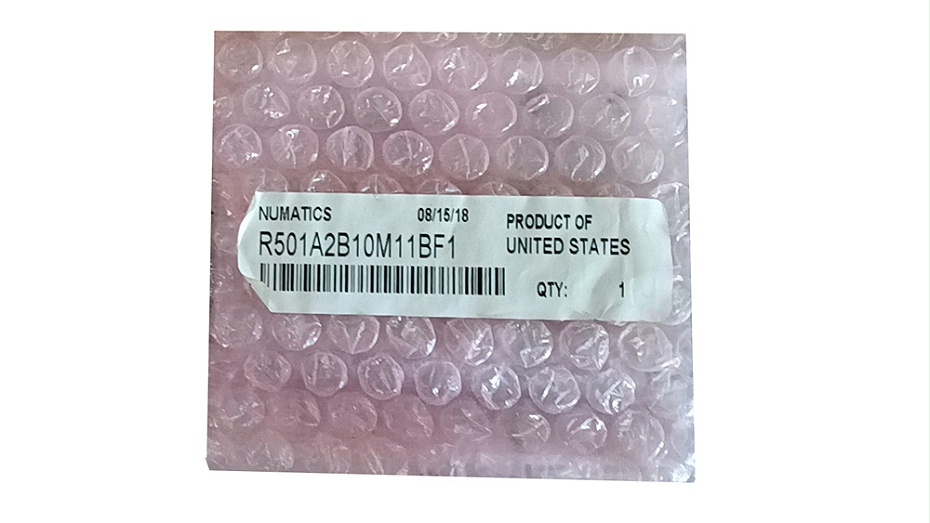 NUMATICS 08/15/18
R501A2B10M11BF1
PRODUCT OF
UNITED STATES
QTY: 1